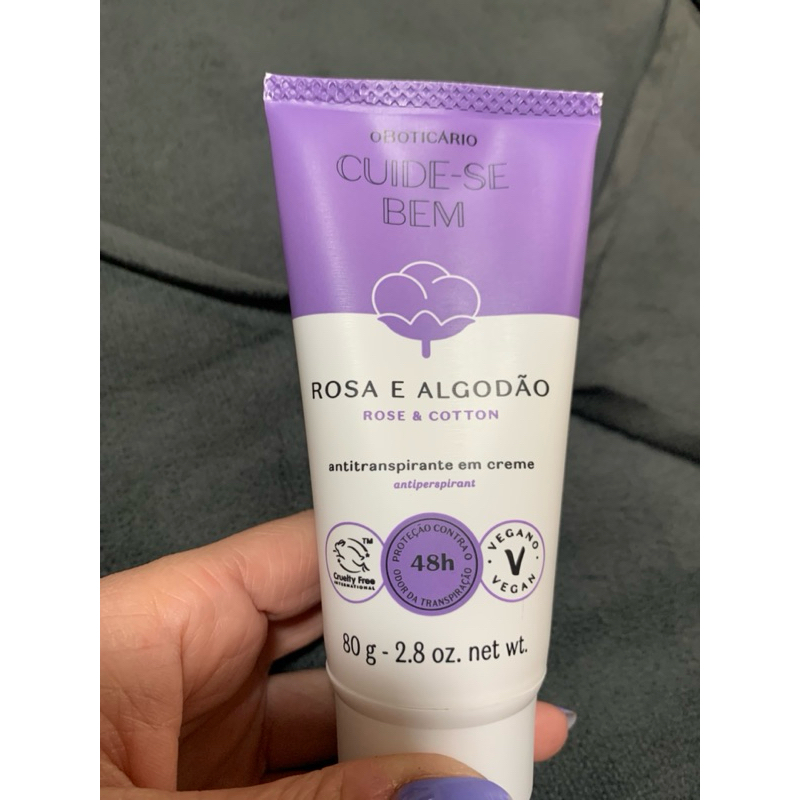 oBOTICÁRIO
CUIDE-SE
BEM
ROSA E ALGODÃO
ROSE & COTTON
antitranspirante em creme
antiperspirant
TM
Cruelty Free
INTERNATIONAL
PROTEÇÃO CONTRA O
48h
ODOR DA TRANSPIRAÇÃO
VEGANO
V
VEGAN
80 g - 2.8 oz. net wt.